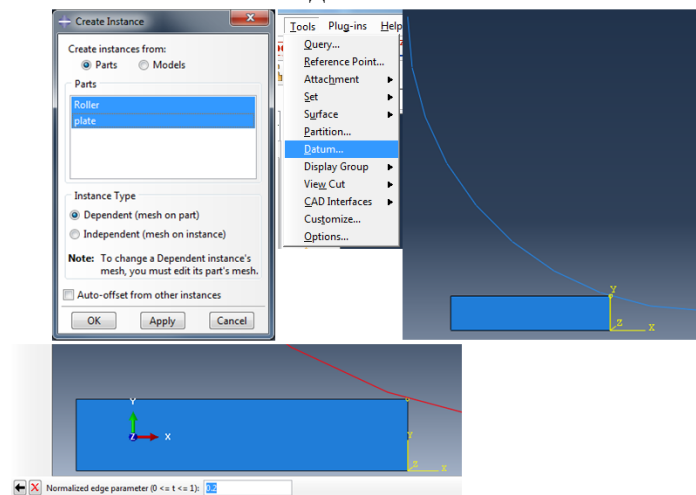 Create Instance
Create instances from:
Parts Models
Parts
Roller
plate
Instance Type
Dependent (mesh on part)
Independent (mesh on instance)
Note: To change a Dependent instance's
mesh, you must edit its part's mesh.
Auto-offset from other instances
OK Apply Cancel
Tools Plug-ins Help
Query...
Reference Point...
Attachment
Set
Surface
Partition...
Datum...
Display Group
View Cut
CAD Interfaces
Customize...
Options...
Y
Z X
Y
Z X
Y
Z X
Normalized edge parameter (0 <= t <= 1): 0.2